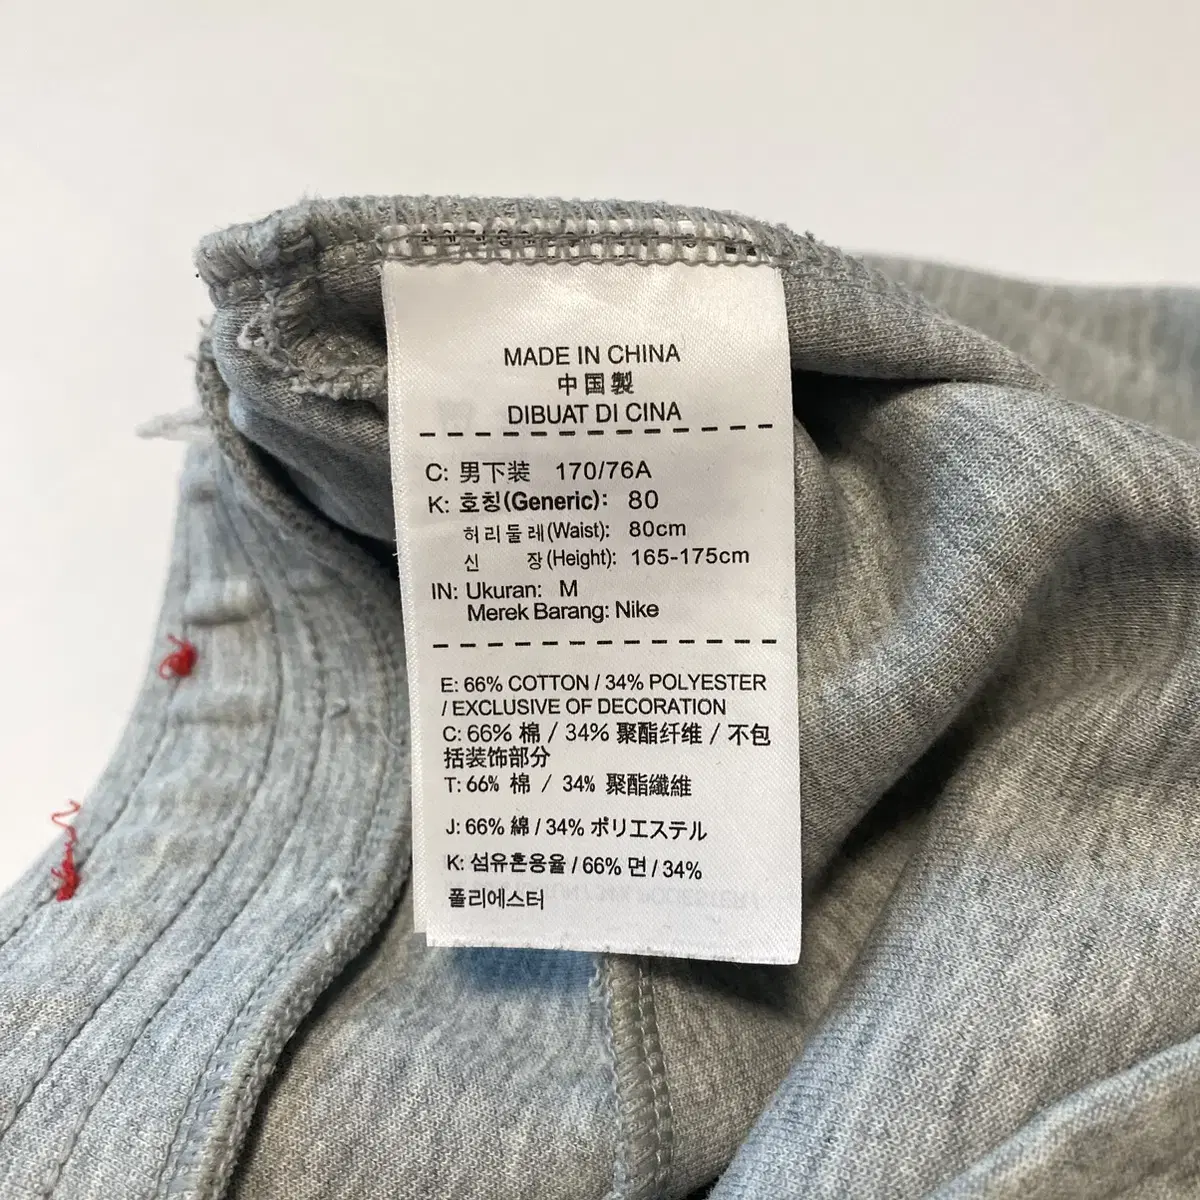 MADE IN CHINA
中国製
DIBUAT DI CINA
C: 男下装 170/76A
K: 호칭(Generic): 80
허리둘레(Waist): 80cm
신 장(Height): 165-175cm
IN: Ukuran: M
Merek Barang: Nike
E: 66% COTTON / 34% POLYESTER
/ EXCLUSIVE OF DECORATION
C: 66% 棉 / 34% 聚酯纤维 / 不包
括装饰部分
T: 66% 棉 / 34% 聚酯纖維
J: 66% 綿 / 34% ポリエステル
K: 섬유혼용율 / 66% 면 / 34%
폴리에스터